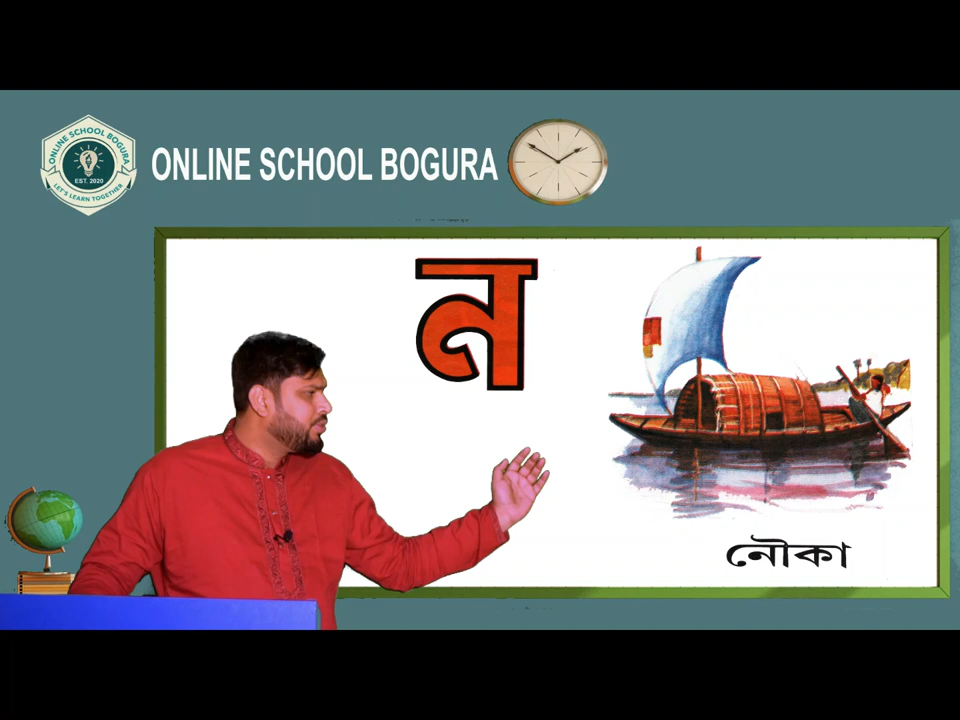 ONLINE SCHOOL BOGURA
EST. 2020
LET'S LEARN TOGETHER
ONLINE SCHOOL BOGURA
ন
নৌকা